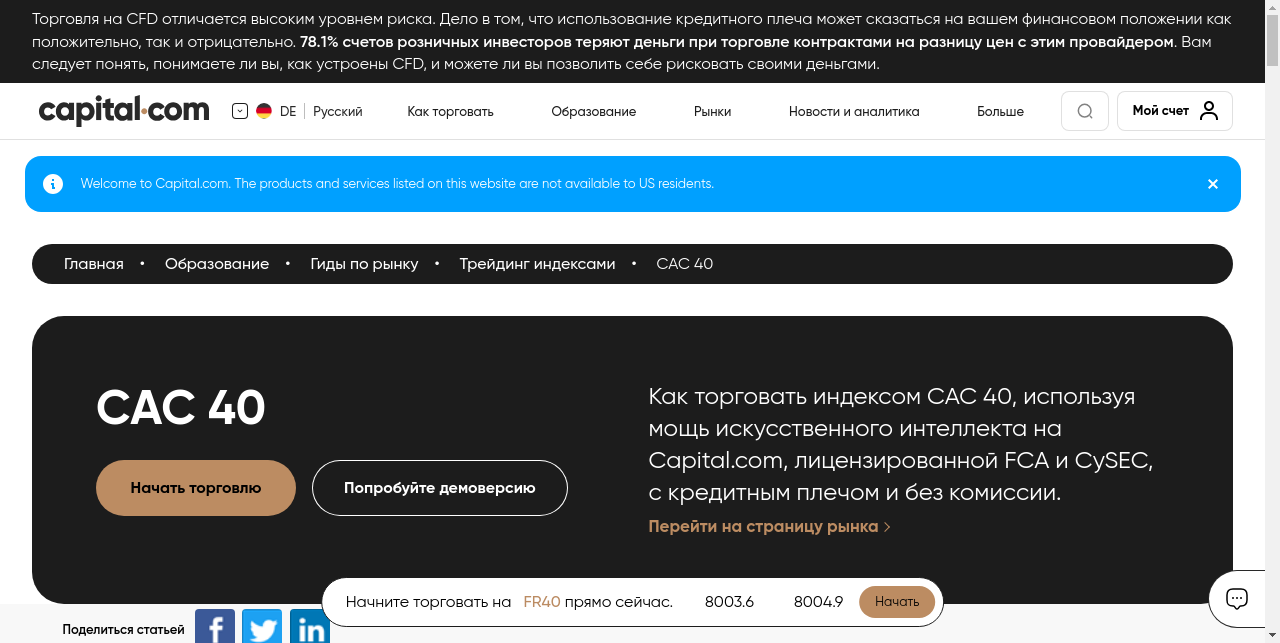 Торговля на CFD отличается высоким уровнем риска. Дело в том, что использование кредитного плеча может сказаться на вашем финансовом положении как
положительно, так и отрицательно. 78.1% счетов розничных инвесторов теряют деньги при торговле контрактами на разницу цен с этим провайдером. Вам
следует понять, понимаете ли вы, как устроены CFD, и можете ли вы позволить себе рисковать своими деньгами.
capital.com DE Русский Как торговать Образование Рынки Новости и аналитика Больше Мой счет
Welcome to Capital.com. The products and services listed on this website are not available to US residents.
Главная • Образование • Гиды по рынку • Трейдинг индексами • CAC 40
CAC 40
Начать торговлю Попробуйте демоверсию
Как торговать индексом CAC 40, используя
мощь искусственного интеллекта на
Capital.com, лицензированной FCA и CySEC,
с кредитным плечом и без комиссии.
Перейти на страницу рынка
Начните торговать на FR40 прямо сейчас. 8003.6 8004.9 Начать
Поделиться статьей